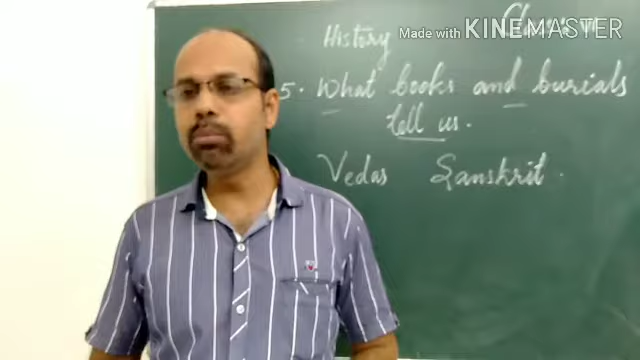 Made with KINEMASTER
History
5. What books and burials
tell us.
Vedas Sanskrit